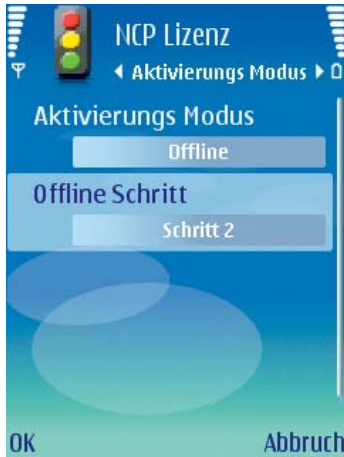 NCP Lizenz
Aktivierungs Modus
Aktivierungs Modus
Offline
Offline Schritt
Schritt 2
OK Abbruch